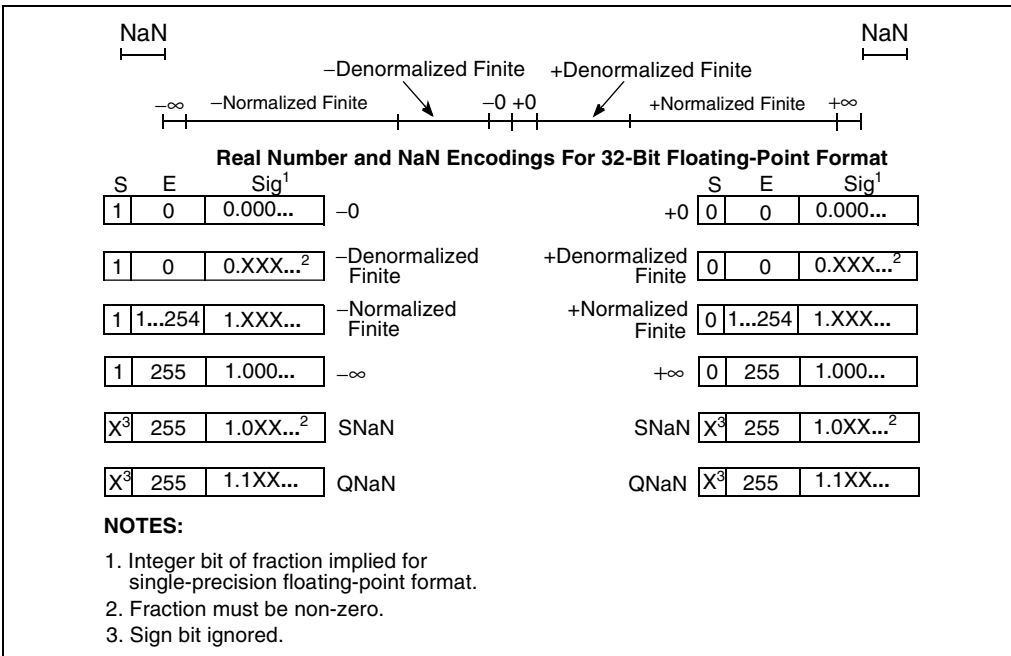 NaN NaN
−Denormalized Finite +Denormalized Finite
−∞ −Normalized Finite −0 +0 +Normalized Finite +∞
Real Number and NaN Encodings For 32-Bit Floating-Point Format
S E Sig1 S E Sig1
1 0 0.000... −0 +0 0 0 0.000...
1 0 0.XXX...2 −Denormalized Finite +Denormalized Finite 0 0 0.XXX...2
1 1...254 1.XXX... −Normalized Finite +Normalized Finite 0 1...254 1.XXX...
1 255 1.000... −∞ +∞ 0 255 1.000...
X3 255 1.0XX...2 SNaN SNaN X3 255 1.0XX...2
X3 255 1.1XX... QNaN QNaN X3 255 1.1XX...
NOTES:
1. Integer bit of fraction implied for
single-precision floating-point format.
2. Fraction must be non-zero.
3. Sign bit ignored.